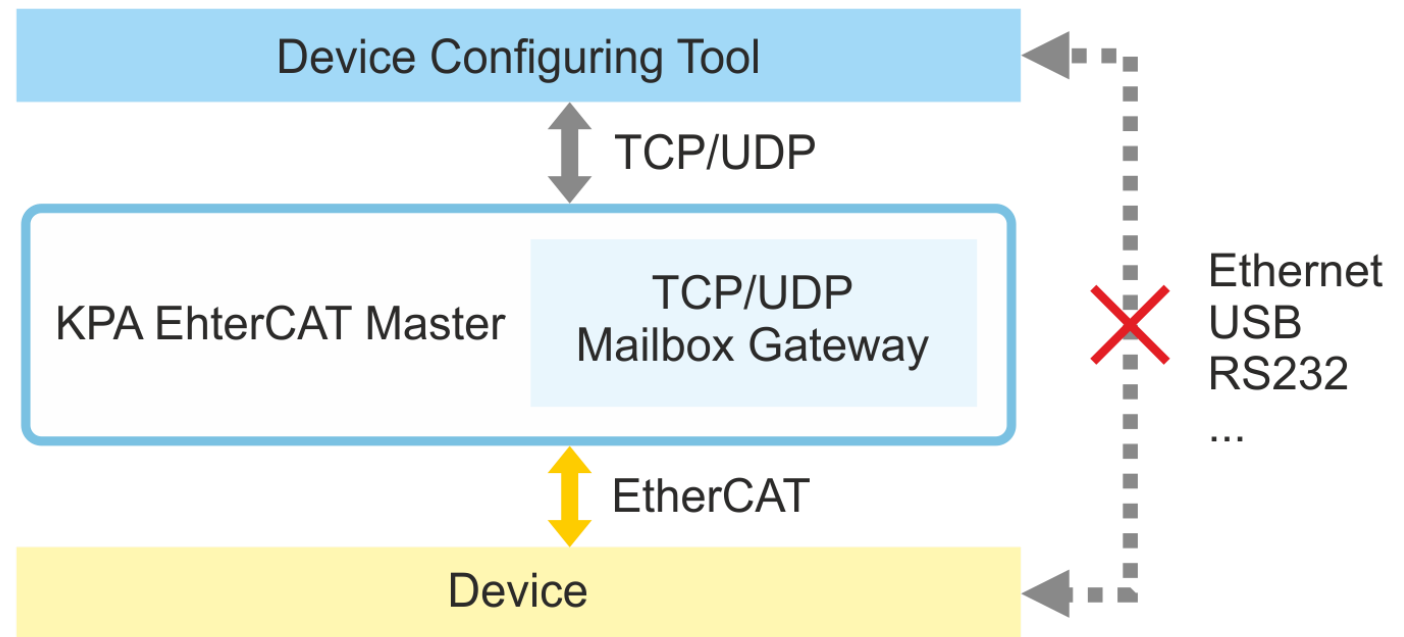 Device Configuring Tool
TCP/UDP
KPA EhterCAT Master
TCP/UDP
Mailbox Gateway
Ethernet
USB
RS232
...
EtherCAT
Device